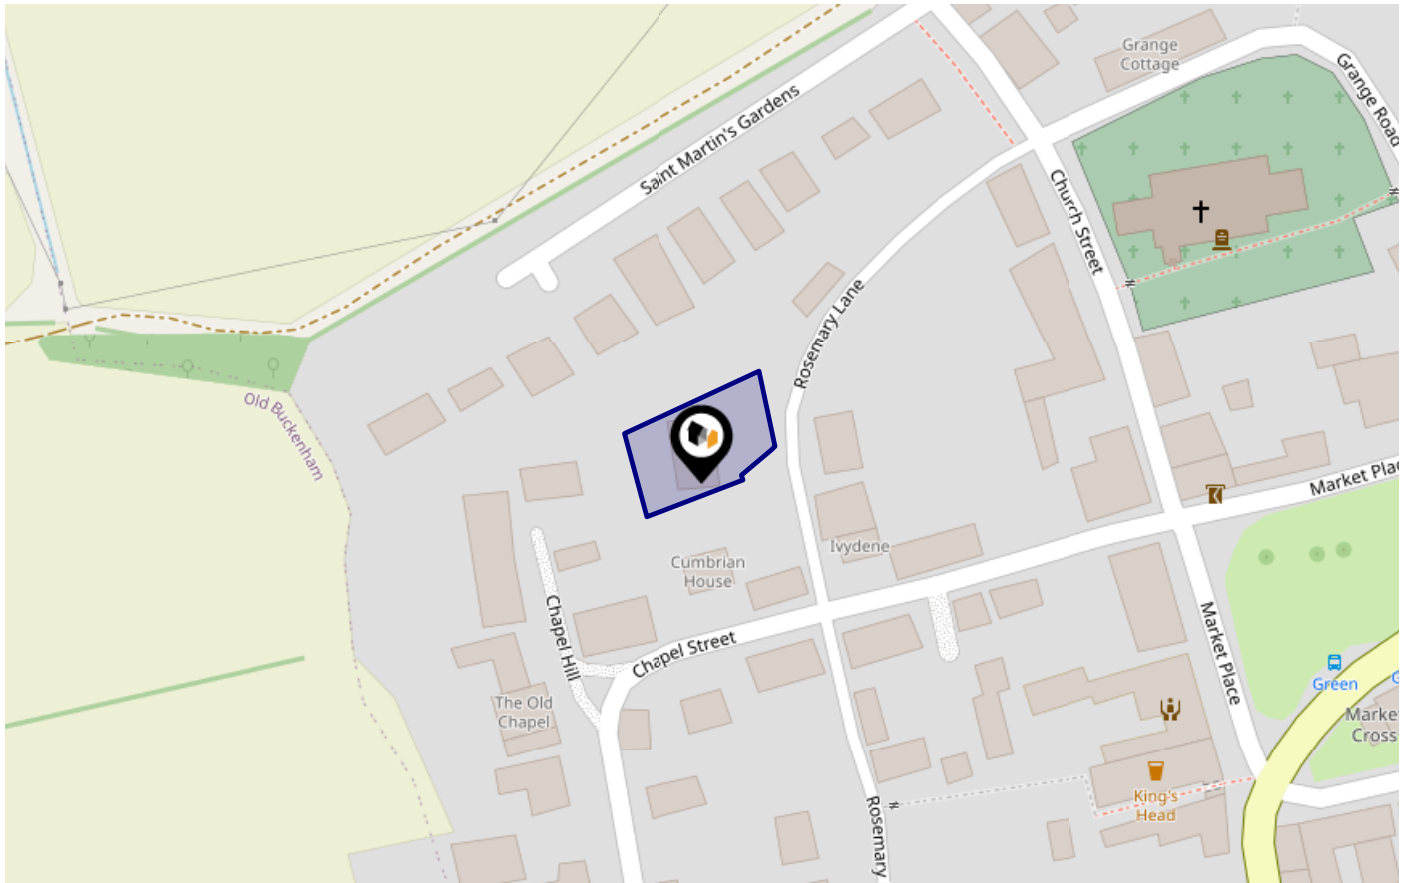 Grange
Cottage
Grange Road
Saint Martin's Gardens
Church Street
Rosemary Lane
Old Buckenham
Market Plac
Ivydene
Cumbrian
House
Chapel Hill
Chapel Street
Market Place
Green
G
The Old
Chapel
Marke
Cross
King's
Head
Rosemary